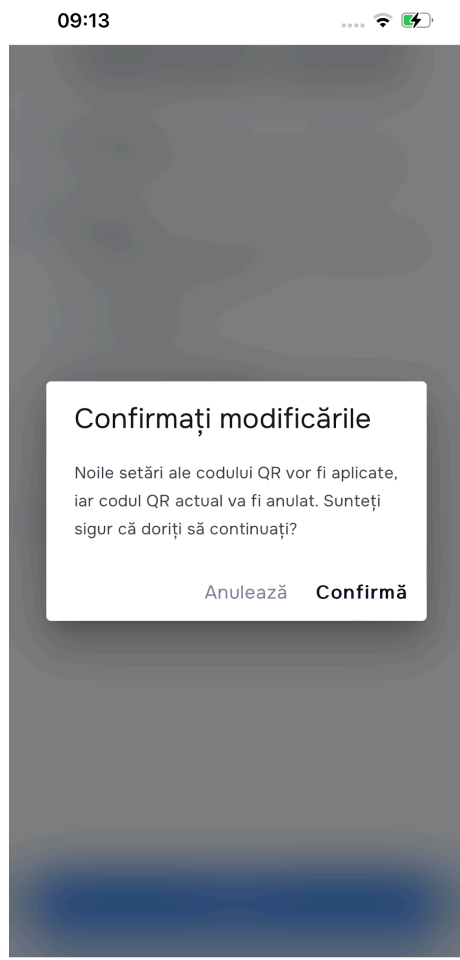 09:13
Confirmați modificările
Noile setări ale codului QR vor fi aplicate,
iar codul QR actual va fi anulat. Sunteți
sigur că doriți să continuați?
Anulează Confirmă